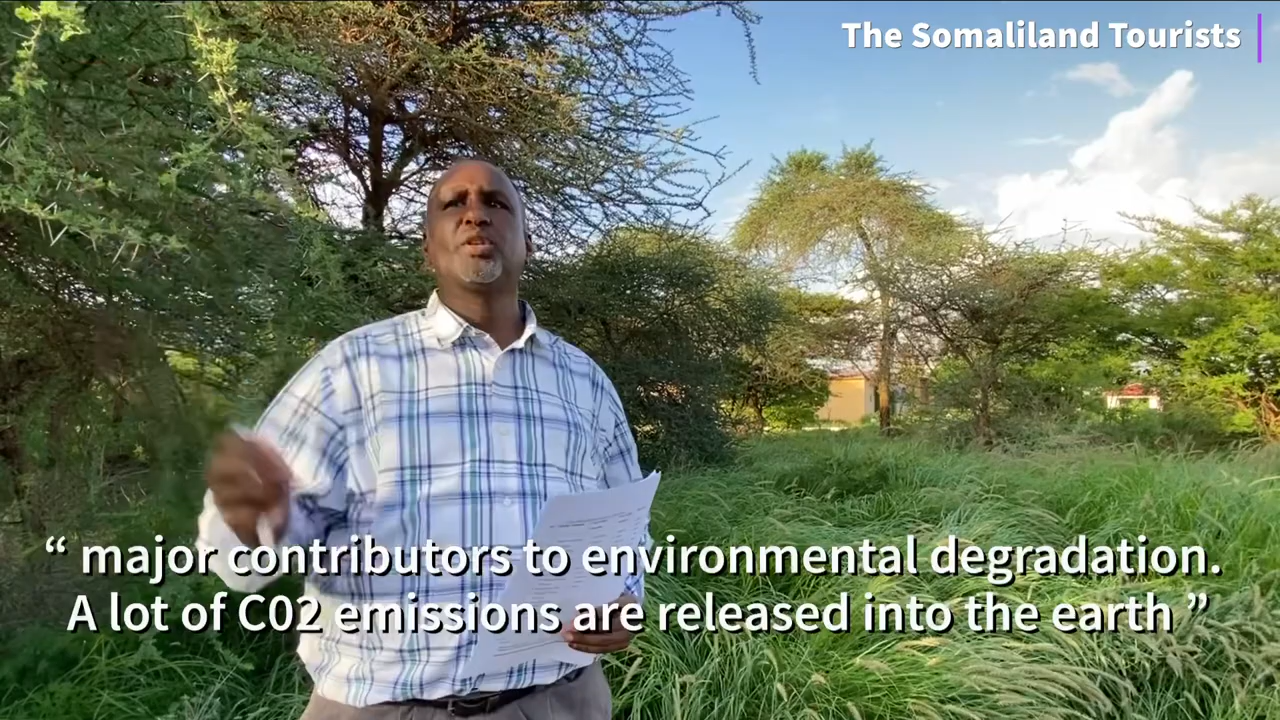 The Somaliland Tourists
“ major contributors to environmental degradation.
A lot of C02 emissions are released into the earth ”